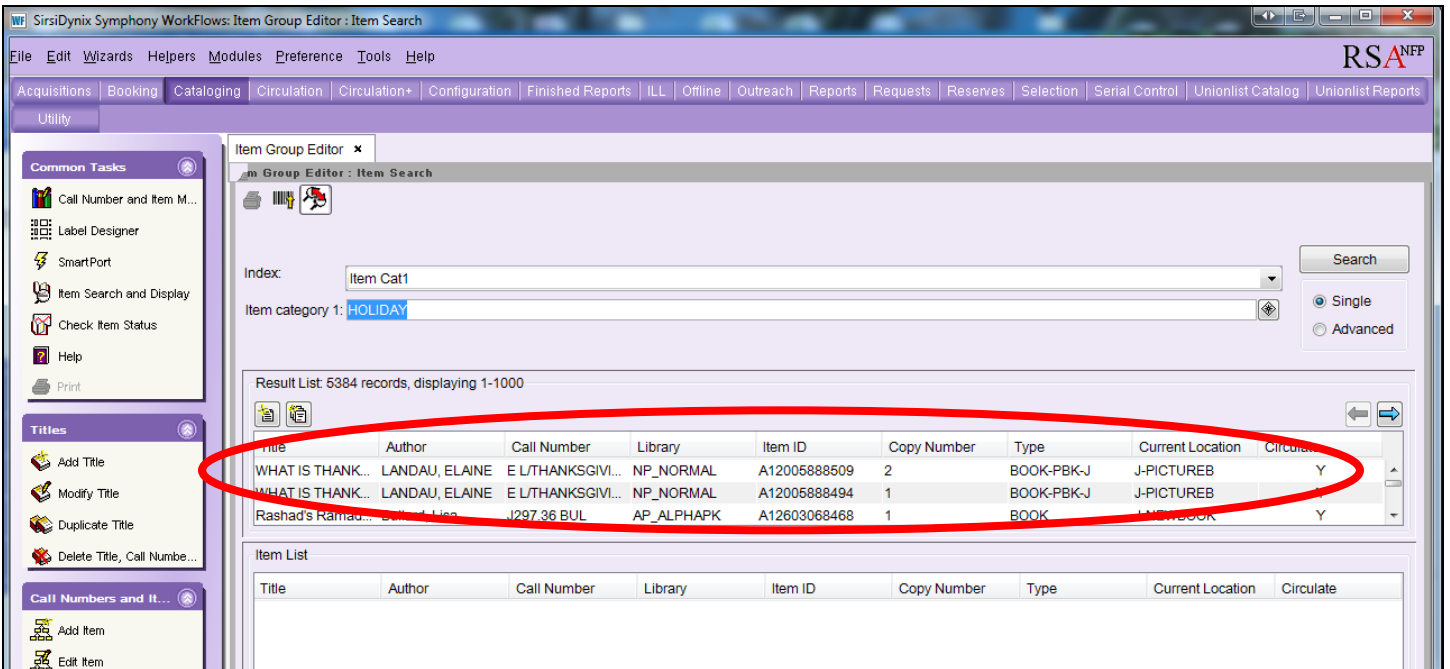 WF SirsiDynix Symphony WorkFlows: Item Group Editor : Item Search
File Edit Wizards Helpers Modules Preference Tools Help
RSA NFP
Acquisitions Booking Cataloging Circulation Circulation+ Configuration Finished Reports ILL Offline Outreach Reports Requests Reserves Selection Serial Control Unionlist Catalog Unionlist Reports
Utility
Common Tasks
Call Number and Item M...
Label Designer
SmartPort
Item Search and Display
Check Item Status
Help
Print
Titles
Add Title
Modify Title
Duplicate Title
Delete Title, Call Numbe...
Call Numbers and It...
Add Item
Edit Item
Item Group Editor
m Group Editor : Item Search
Index: Item Cat1
Search
Item category 1: HOLIDAY
Single
Advanced
Result List: 5384 records, displaying 1-1000
Title Author Call Number Library Item ID Copy Number Type Current Location Circulate
WHAT IS THANK... LANDAU, ELAINE E L/THANKSGIVI... NP_NORMAL A12005888509 2 BOOK-PBK-J J-PICTUREB Y
WHAT IS THANK... LANDAU, ELAINE E L/THANKSGIVI... NP_NORMAL A12005888494 1 BOOK-PBK-J J-PICTUREB
Rashad's Ramad... Lisa J297.36 BUL AP_ALPHAPK A12603068468 1 BOOK J-NEWBOOK Y
Item List
Title Author Call Number Library Item ID Copy Number Type Current Location Circulate